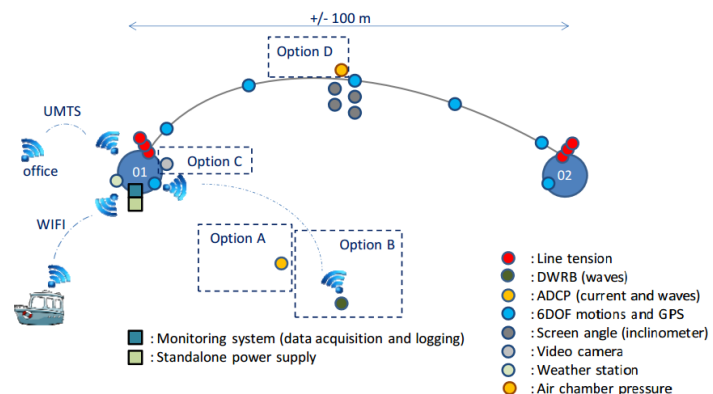 +/- 100 m
Option D
UMTS
office
01
Option C
02
WIFI
Option A
Option B
: Line tension
: DWRB (waves)
: ADCP (current and waves)
: 6DOF motions and GPS
: Screen angle (inclinometer)
: Video camera
: Weather station
: Air chamber pressure
: Monitoring system (data acquisition and logging)
: Standalone power supply